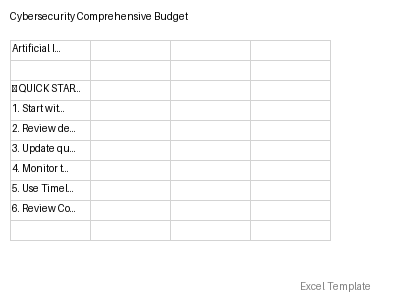 Cybersecurity Comprehensive Budget
Artificial I...
QUICK STAR...
1. Start wit...
2. Review de...
3. Update qu...
4. Monitor t...
5. Use Timel...
6. Review Co...
Excel Template